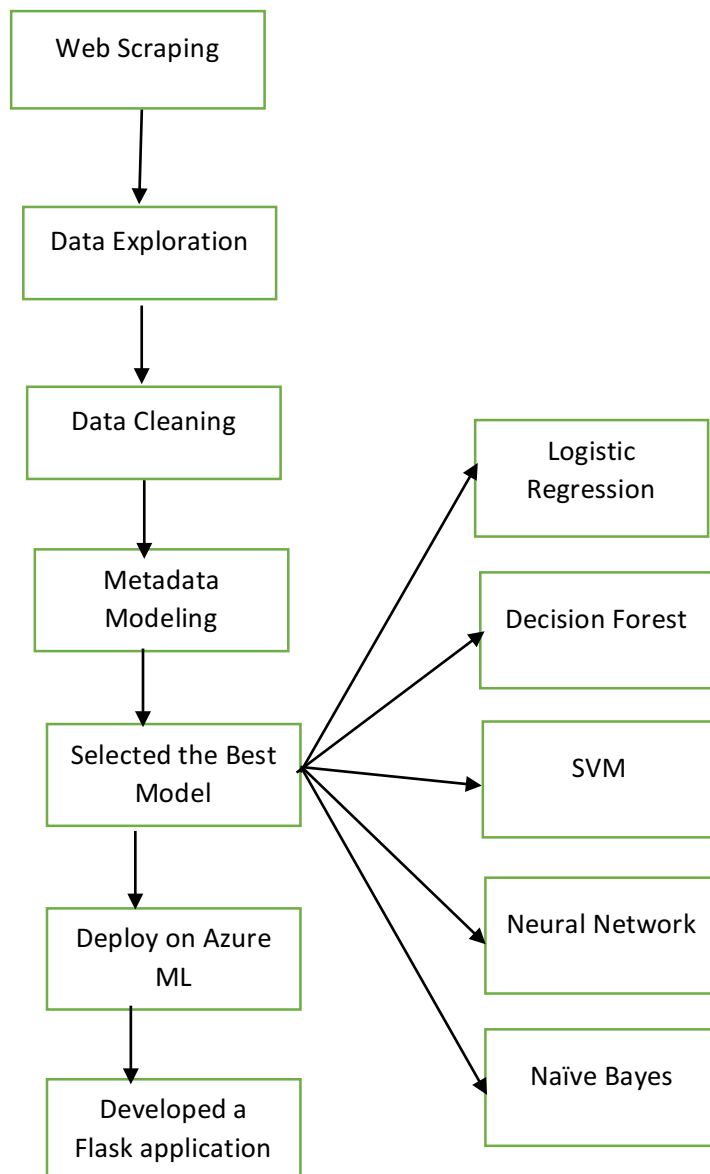 Web Scraping
Data Exploration
Data Cleaning
Metadada
Modeling
Selected the Best
Model
Deploy on Azure
ML
Developed a
Flask application
Logistic
Regression
Decision Forest
SVM
Neural Network
Naïve Bayes